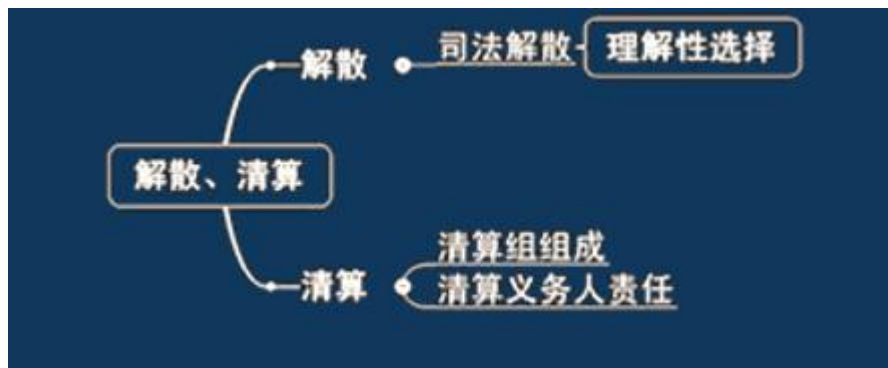 司法解散
理解性选择
解散
解散、清算
清算组组成
清算
清算义务人责任